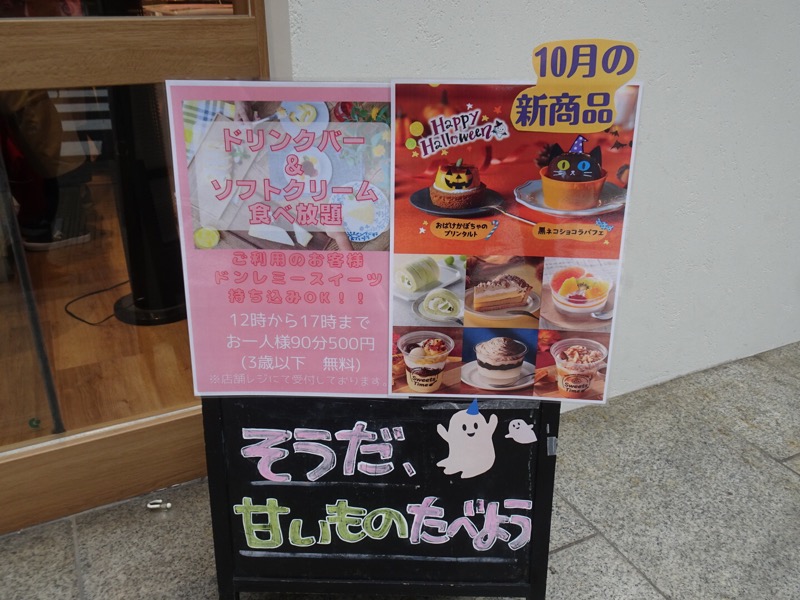 ドリンクバー
&
ソフトクリーム
食べ放題
ご利用のお客様
ドンレミースイーツ
持ち込みOK！！
12時から17時まで
お一人様90分500円
(3歳以下　無料)
※店舗レジにて受付しております。
10月の
新商品
Happy
Halloween
おばけかぼちゃの
プリンタルト
黒ネコショコラパフェ
Sweets
Time
Sweets
Time
そうだ、
甘いものたべよう